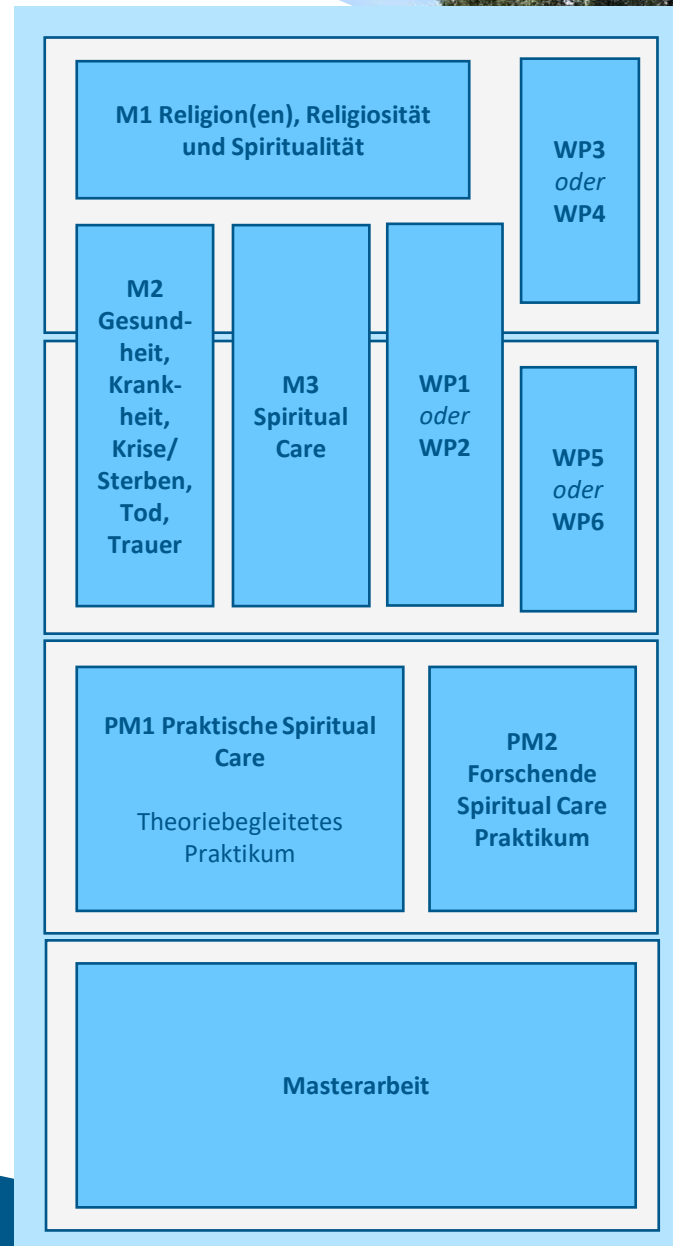 M1 Religion(en), Religiosität
und Spiritualität
WP3
oder
WP4
M2
Gesund-
heit,
Krank-
heit,
Krise/
Sterben,
Tod,
Trauer
M3
Spiritual
Care
WP1
oder
WP2
WP5
oder
WP6
PM1 Praktische Spiritual
Care
Theoriebegleitetes
Praktikum
PM2
Forschende
Spiritual Care
Praktikum
Masterarbeit